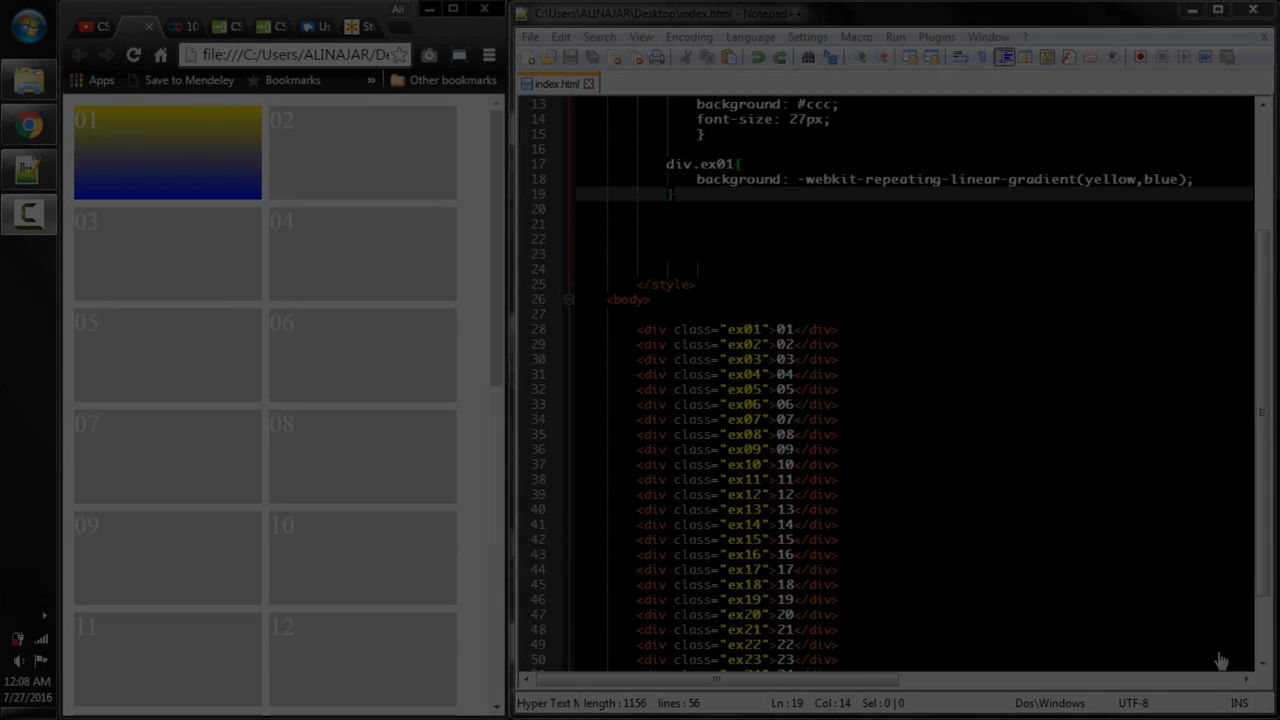 Ali
C:\Users\ALINAJAR\Desktop\index.html - Notepad++
CS
10
CS
CS
Us
St
File Edit Search View Encoding Language Settings Macro Run Plugins Window ? X
file:///C:/Users/ALINAJAR/De
Apps Save to Mendeley Bookmarks » Other bookmarks
index.html
01
02
03
04
05
06
07
08
09
10
11
12
13 background: #ccc;
14 font-size: 27px;
15 }
16
17 div.ex01{
18 background: -webkit-repeating-linear-gradient(yellow,blue);
19 }
20
21
22
23
24
25 </style>
26 <body>
27
28 <div class="ex01">01</div>
29 <div class="ex02">02</div>
30 <div class="ex03">03</div>
31 <div class="ex04">04</div>
32 <div class="ex05">05</div>
33 <div class="ex06">06</div>
34 <div class="ex07">07</div>
35 <div class="ex08">08</div>
36 <div class="ex09">09</div>
37 <div class="ex10">10</div>
38 <div class="ex11">11</div>
39 <div class="ex12">12</div>
40 <div class="ex13">13</div>
41 <div class="ex14">14</div>
42 <div class="ex15">15</div>
43 <div class="ex16">16</div>
44 <div class="ex17">17</div>
45 <div class="ex18">18</div>
46 <div class="ex19">19</div>
47 <div class="ex20">20</div>
48 <div class="ex21">21</div>
49 <div class="ex22">22</div>
50 <div class="ex23">23</div>
12:08 AM
7/27/2016
Hyper Text M length : 1156 lines : 56 Ln : 19 Col : 14 Sel : 0 | 0 Dos\Windows UTF-8 INS